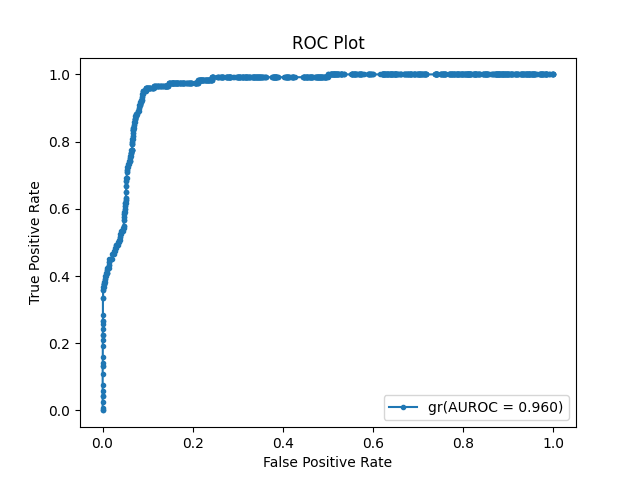 ROC Plot
True Positive Rate
1.0
0.8
0.6
0.4
0.2
0.0
gr(AUROC = 0.960)
0.0 0.2 0.4 0.6 0.8 1.0
False Positive Rate